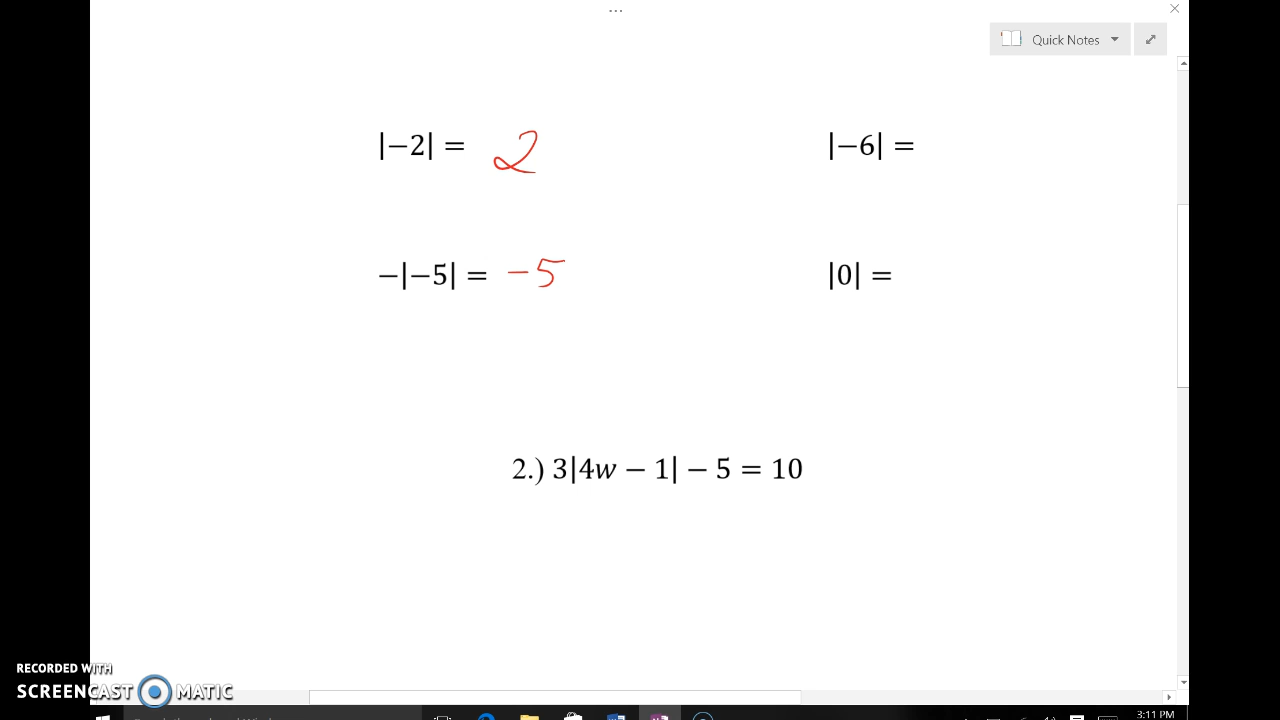 ...
Quick Notes
|−2| = 2
|−6| =
−|−5| = −5
|0| =
2.) 3|4w − 1| − 5 = 10
RECORDED WITH
SCREENCAST MATIC
3:11 PM